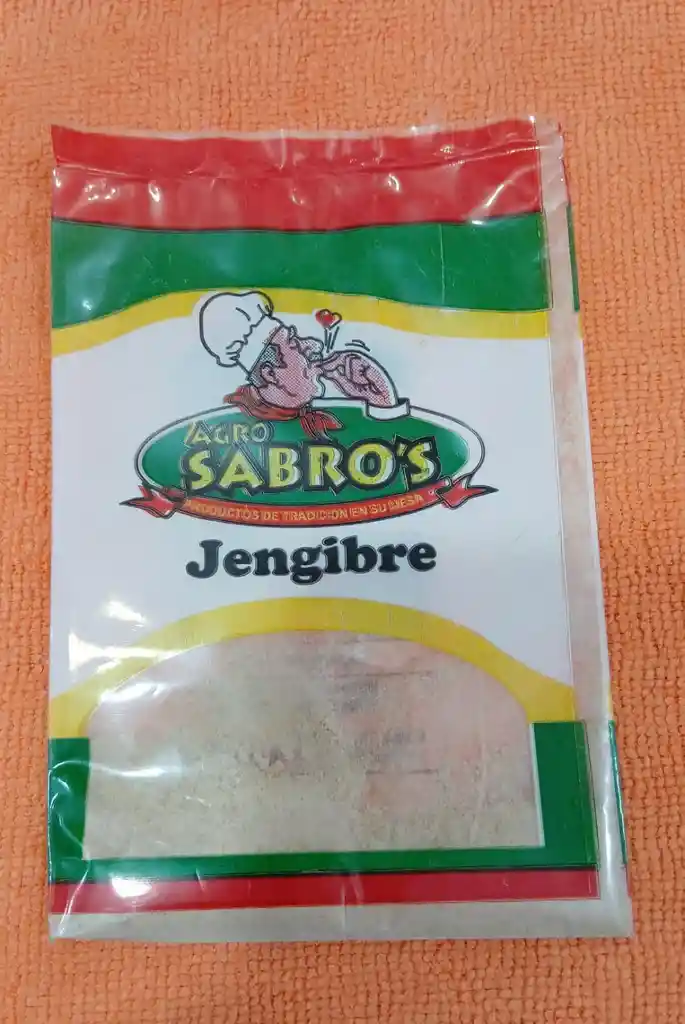 AGRO
SABRO'S
PRODUCTOS DE TRADICION EN SU MESA
Jengibre